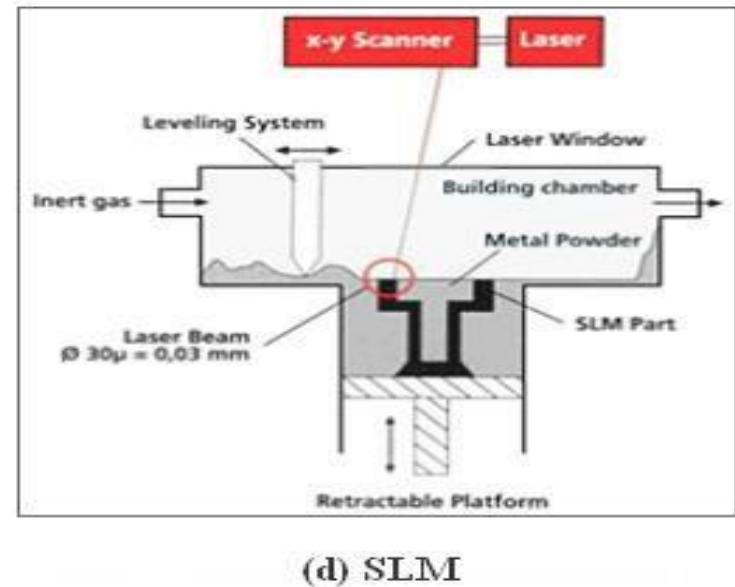 x-y Scanner
Laser
Leveling System
Laser Window
Inert gas
Building chamber
Metal Powder
SLM Part
Laser Beam
Ø 30µ = 0,03 mm
Retractable Platform
(d) SLM